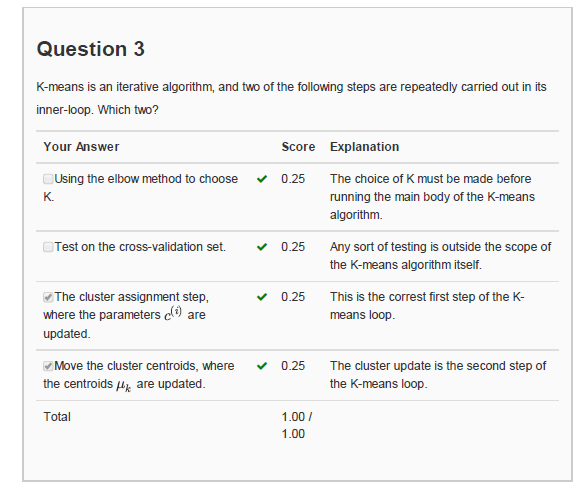 Question 3
K-means is an iterative algorithm, and two of the following steps are repeatedly carried out in its
inner-loop. Which two?
Your Answer Score Explanation
Using the elbow method to choose ✔ 0.25 The choice of K must be made before
K. running the main body of the K-means
algorithm.
Test on the cross-validation set. ✔ 0.25 Any sort of testing is outside the scope of
the K-means algorithm itself.
The cluster assignment step, ✔ 0.25 This is the correst first step of the K-
where the parameters c⁽ⁱ⁾ are means loop.
updated.
Move the cluster centroids, where ✔ 0.25 The cluster update is the second step of
the centroids μₖ are updated. the K-means loop.
Total 1.00 /
1.00